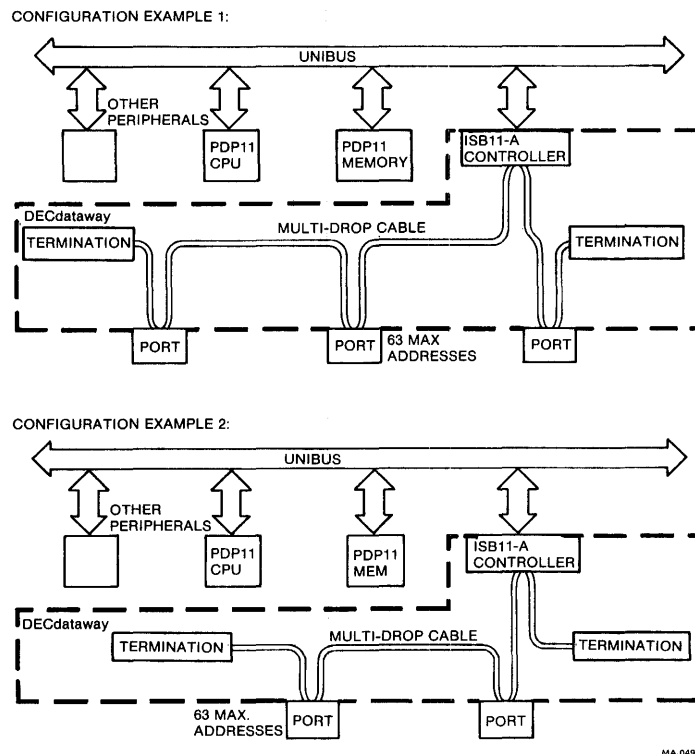 CONFIGURATION EXAMPLE 1:
UNIBUS
OTHER
PERIPHERALS
PDP11
CPU
PDP11
MEMORY
ISB11-A
CONTROLLER
DECdataway
TERMINATION
MULTI-DROP CABLE
TERMINATION
PORT
PORT
63 MAX
ADDRESSES
PORT
CONFIGURATION EXAMPLE 2:
UNIBUS
OTHER
PERIPHERALS
PDP11
CPU
PDP11
MEM
ISB11-A
CONTROLLER
DECdataway
TERMINATION
MULTI-DROP CABLE
TERMINATION
63 MAX.
ADDRESSES
PORT
PORT